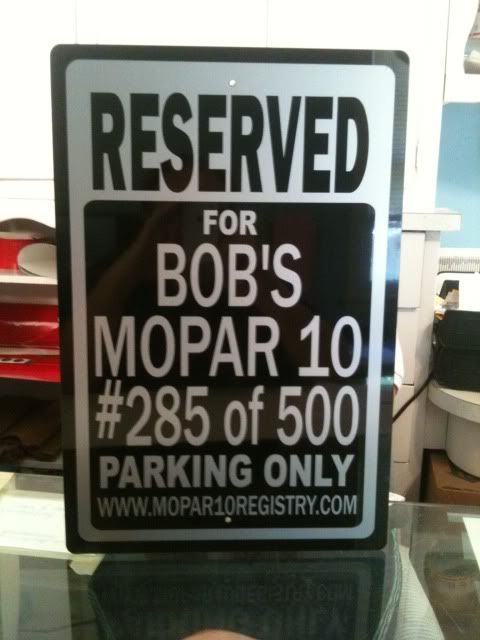 RESERVED
FOR
BOB'S
MOPAR 10
#285 of 500
PARKING ONLY
WWW.MOPAR10REGISTRY.COM